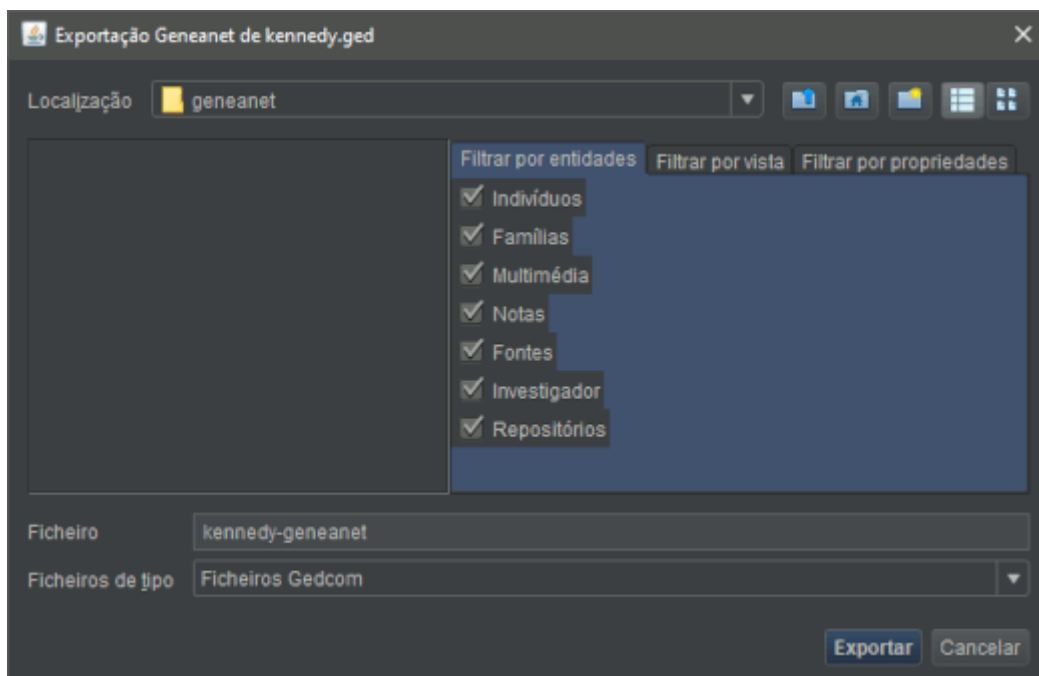 Exportação Geneanet de kennedy.ged
Localização geneanet
Filtrar por entidades Filtrar por vista Filtrar por propriedades
Indivíduos
Famílias
Multimédia
Notas
Fontes
Investigador
Repositórios
Ficheiro kennedy-geneanet
Ficheiros de tipo Ficheiros Gedcom
Exportar Cancelar